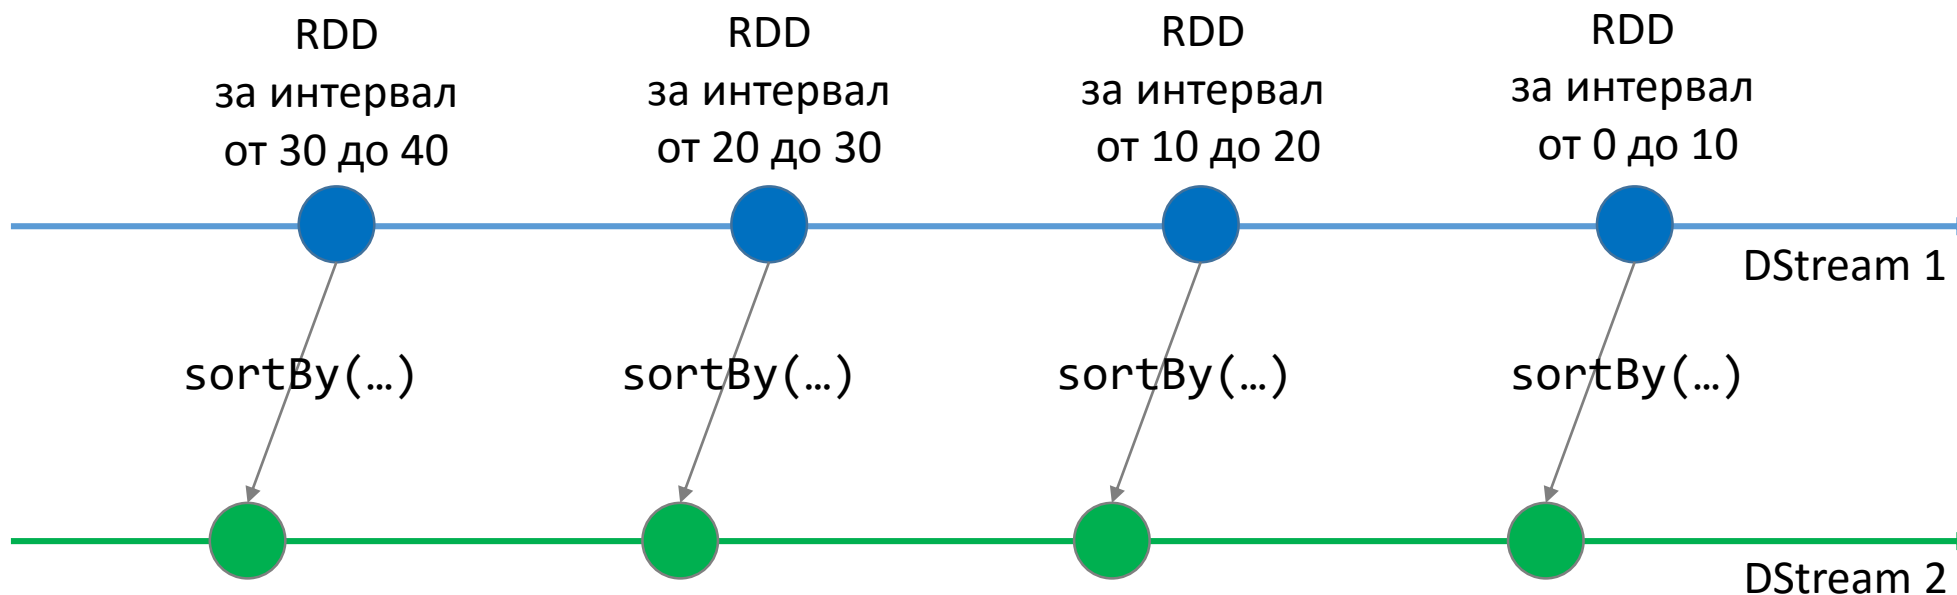 RDD
за интервал
от 30 до 40
RDD
за интервал
от 20 до 30
RDD
за интервал
от 10 до 20
RDD
за интервал
от 0 до 10
DStream 1
sortBy(…)
sortBy(…)
sortBy(…)
sortBy(…)
DStream 2